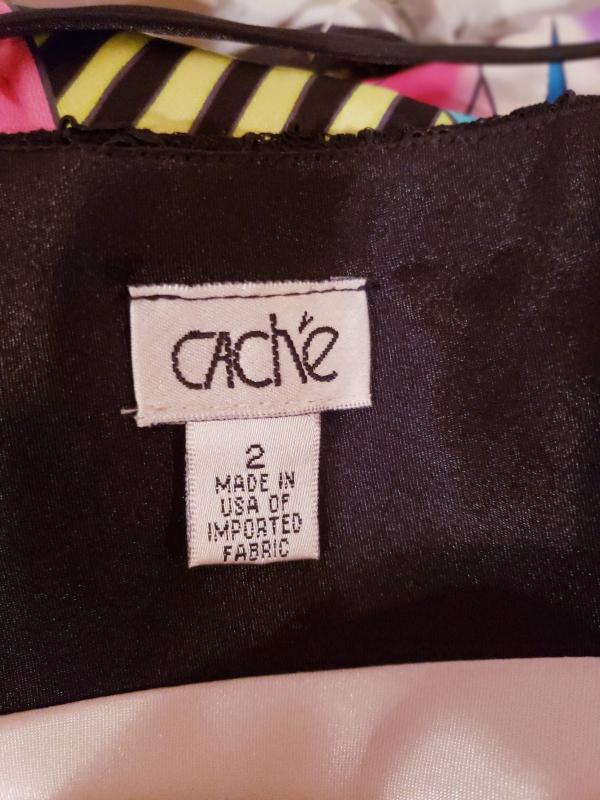 CAChé
2
MADE IN
USA OF
IMPORTED
FABRIC